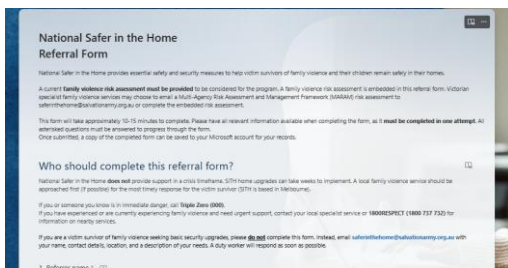 National Safer in the Home
Referral Form
National Safer in the Home provides essential safety and security measures to help victim survivors of family violence and their children remain safely in their homes.
A current family violence risk assessment must be provided to be considered for the program. A family violence risk assessment is embedded in this referral form. Victorian
specialist family violence services may choose to email a Multi-Agency Risk Assessment and Management Framework (MARAM) risk assessment to
saferinthehome@salvationarmy.org.au or complete the embedded risk assessment.
This form will take approximately 10-15 minutes to complete. Please have all relevant information available when completing the form, as it must be completed in one attempt. All
asterisked questions must be answered to progress through the form.
Once submitted, a copy of the completed form can be saved to your Microsoft account for your records.
Who should complete this referral form?
National Safer in the Home does not provide support in a crisis timeframe. SITH home upgrades can take weeks to implement. A local family violence service should be
approached first (if possible) for the most timely response for the victim survivor (SITH is based in Melbourne).
If you or someone you know is in immediate danger, call Triple Zero (000).
If you have experienced or are currently experiencing family violence and need urgent support, contact your local specialist service or 1800RESPECT (1800 737 732) for
information on nearby services.
If you are a victim survivor of family violence seeking basic security upgrades, please do not complete this form. Instead, email saferinthehome@salvationarmy.org.au with
your name, contact details, location, and a description of your needs. A duty worker will respond as soon as possible.
1. Referrer name